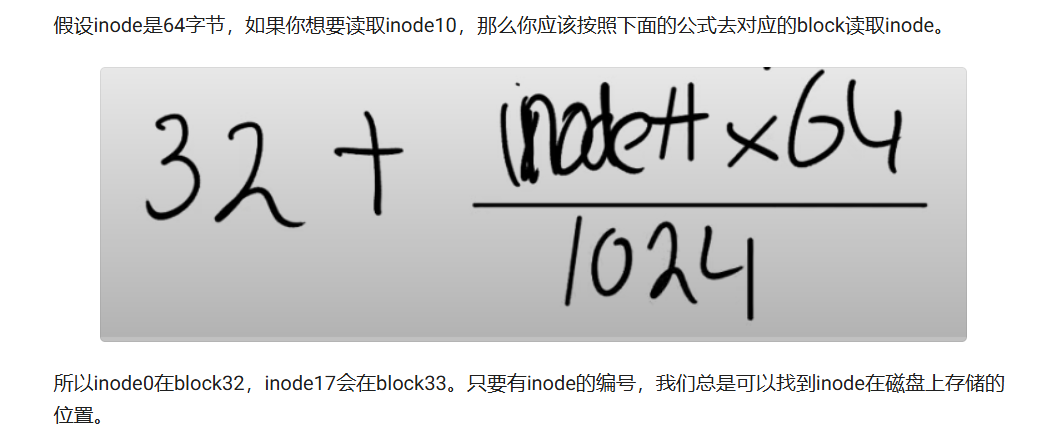 假设inode是64字节，如果你想要读取inode10，那么你应该按照下面的公式去对应的block读取inode。
32 + inode# × 64
1024
所以inode0在block32，inode17会在block33。只要有inode的编号，我们总是可以找到inode在磁盘上存储的
位置。